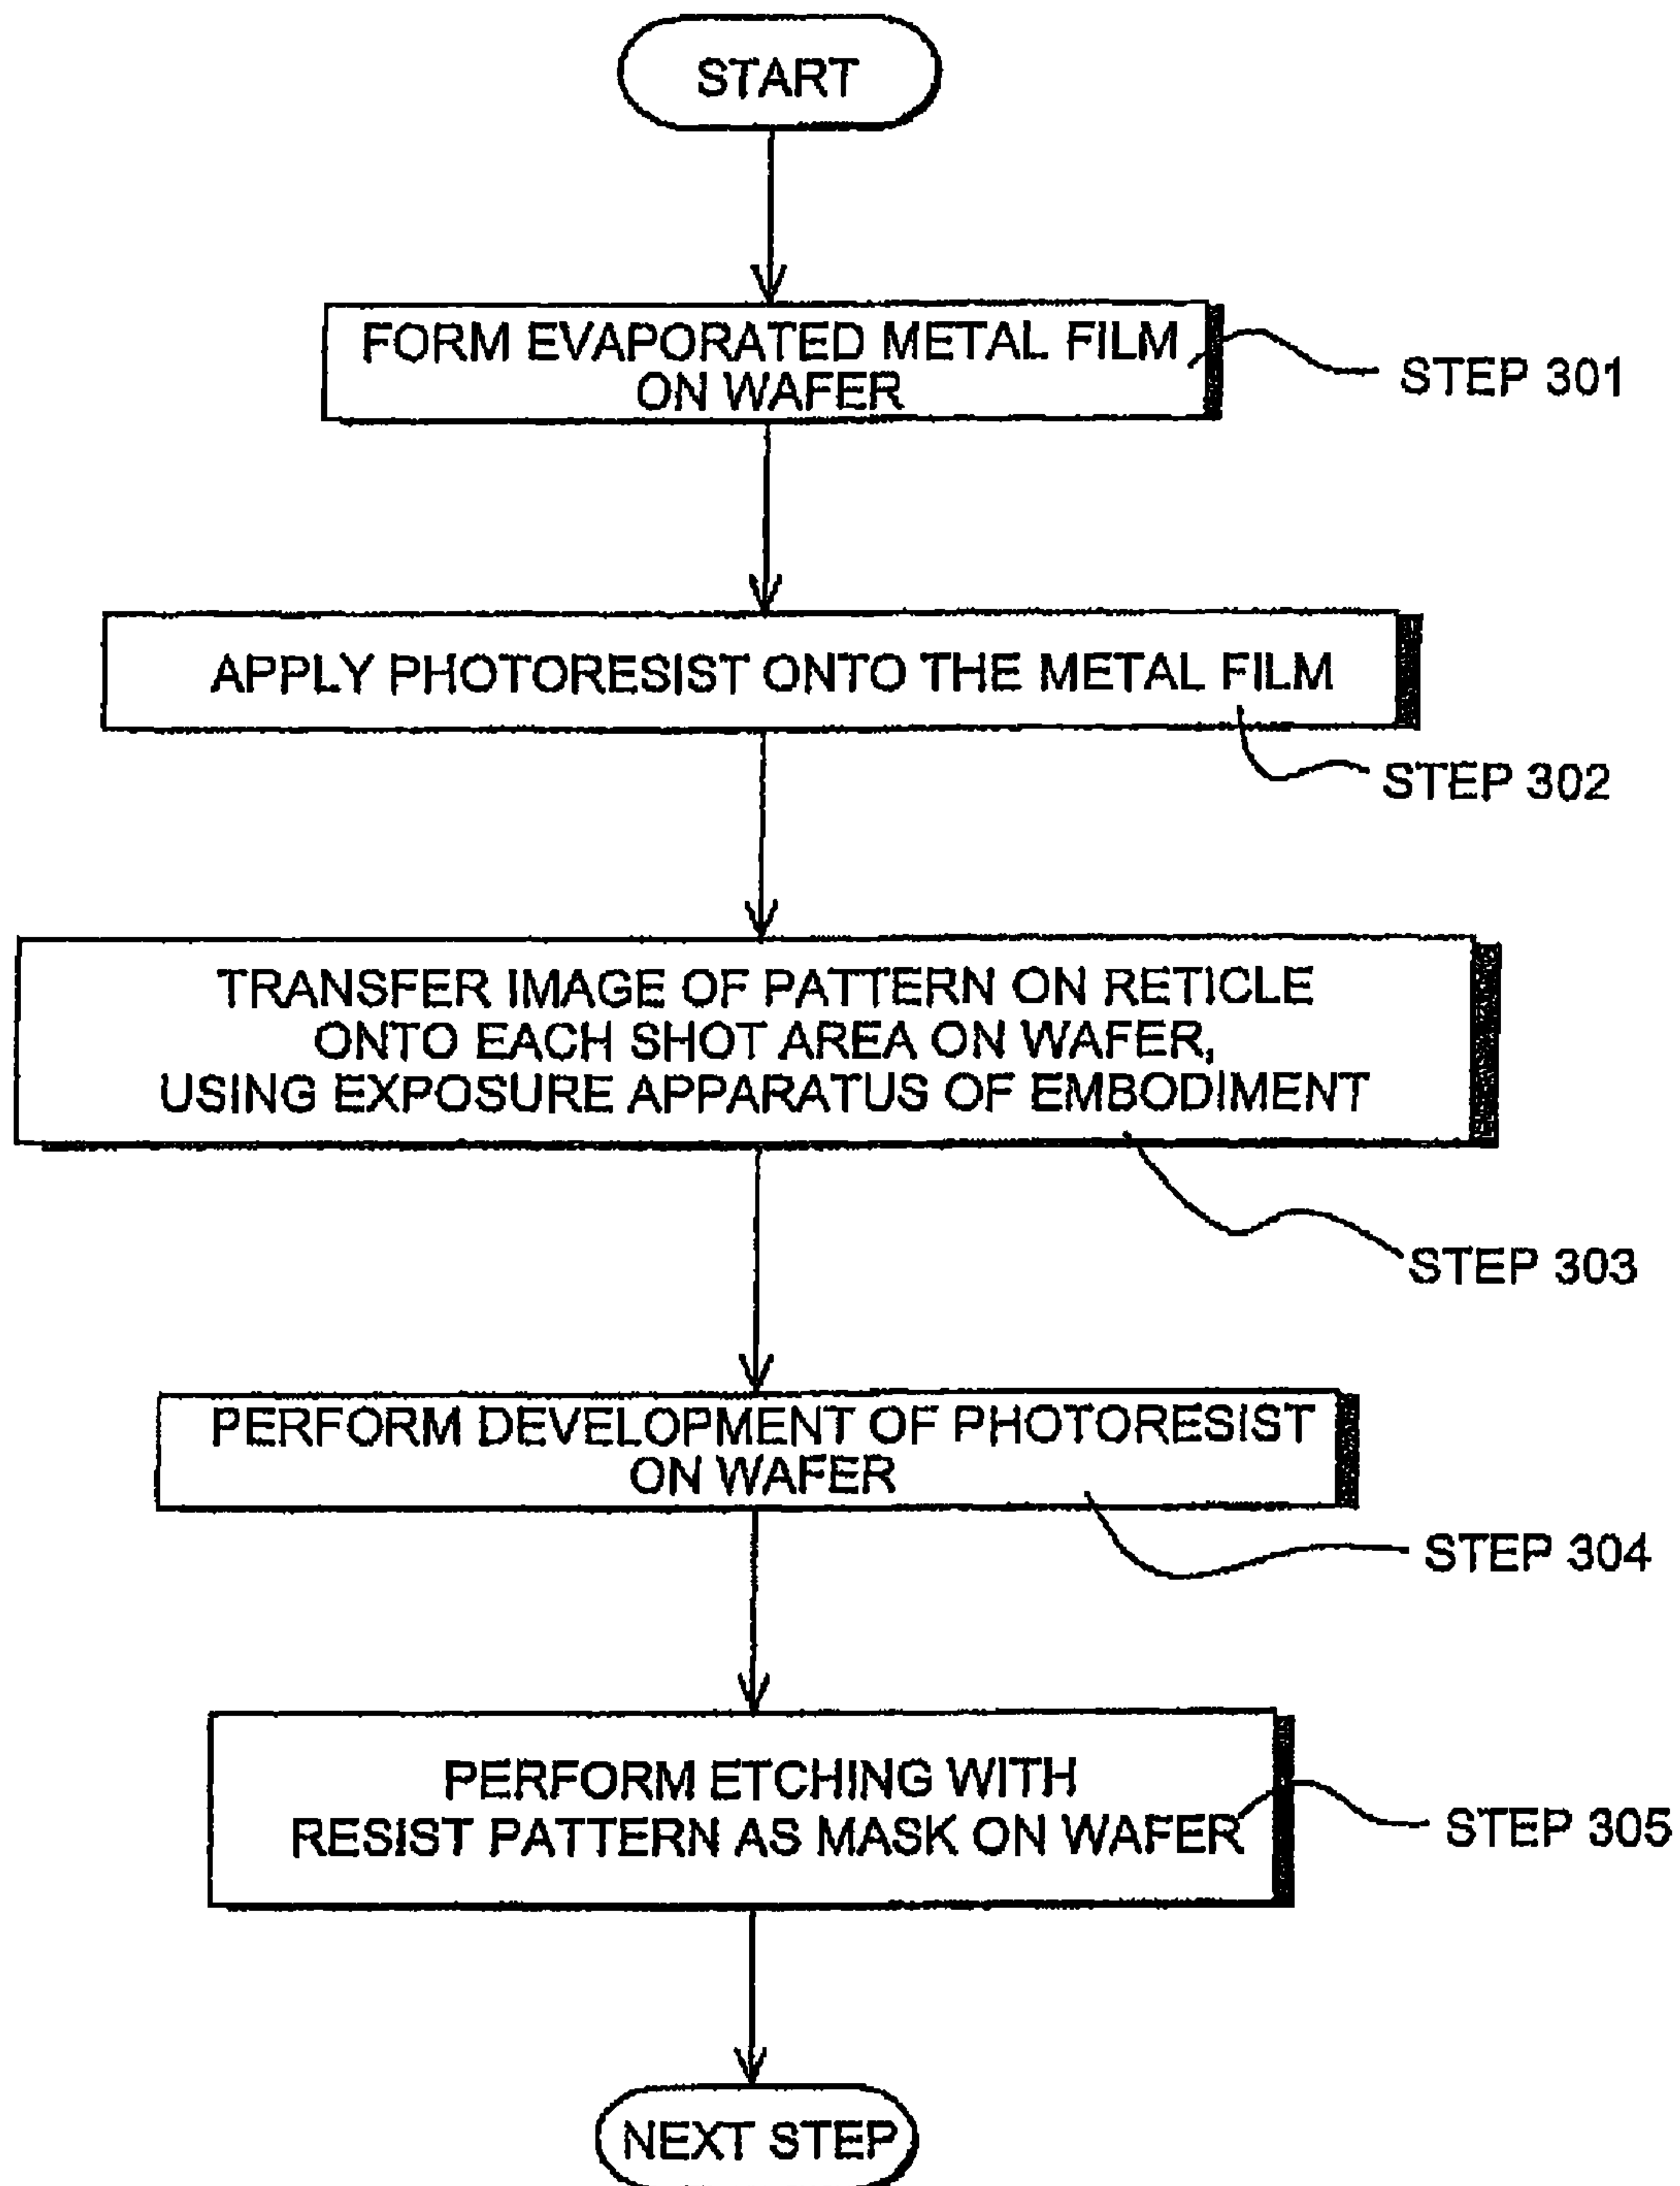 START
FORM EVAPORATED METAL FILM
ON WAFER
STEP 301
APPLY PHOTORESIST ONTO THE METAL FILM
STEP 302
TRANSFER IMAGE OF PATTERN ON RETICLE
ONTO EACH SHOT AREA ON WAFER,
USING EXPOSURE APPARATUS OF EMBODIMENT
STEP 303
PERFORM DEVELOPMENT OF PHOTORESIST
ON WAFER
STEP 304
PERFORM ETCHING WITH
RESIST PATTERN AS MASK ON WAFER
STEP 305
NEXT STEP